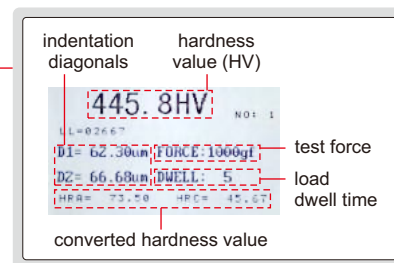 indentation diagonals
hardness value (HV)
445.8HV
NO: 1
LL=02667
D1= 62.30um FORCE:1000gf
D2= 66.68um DWELL: 5
HRA= 73.50 HRC= 45.67
test force
load dwell time
converted hardness value